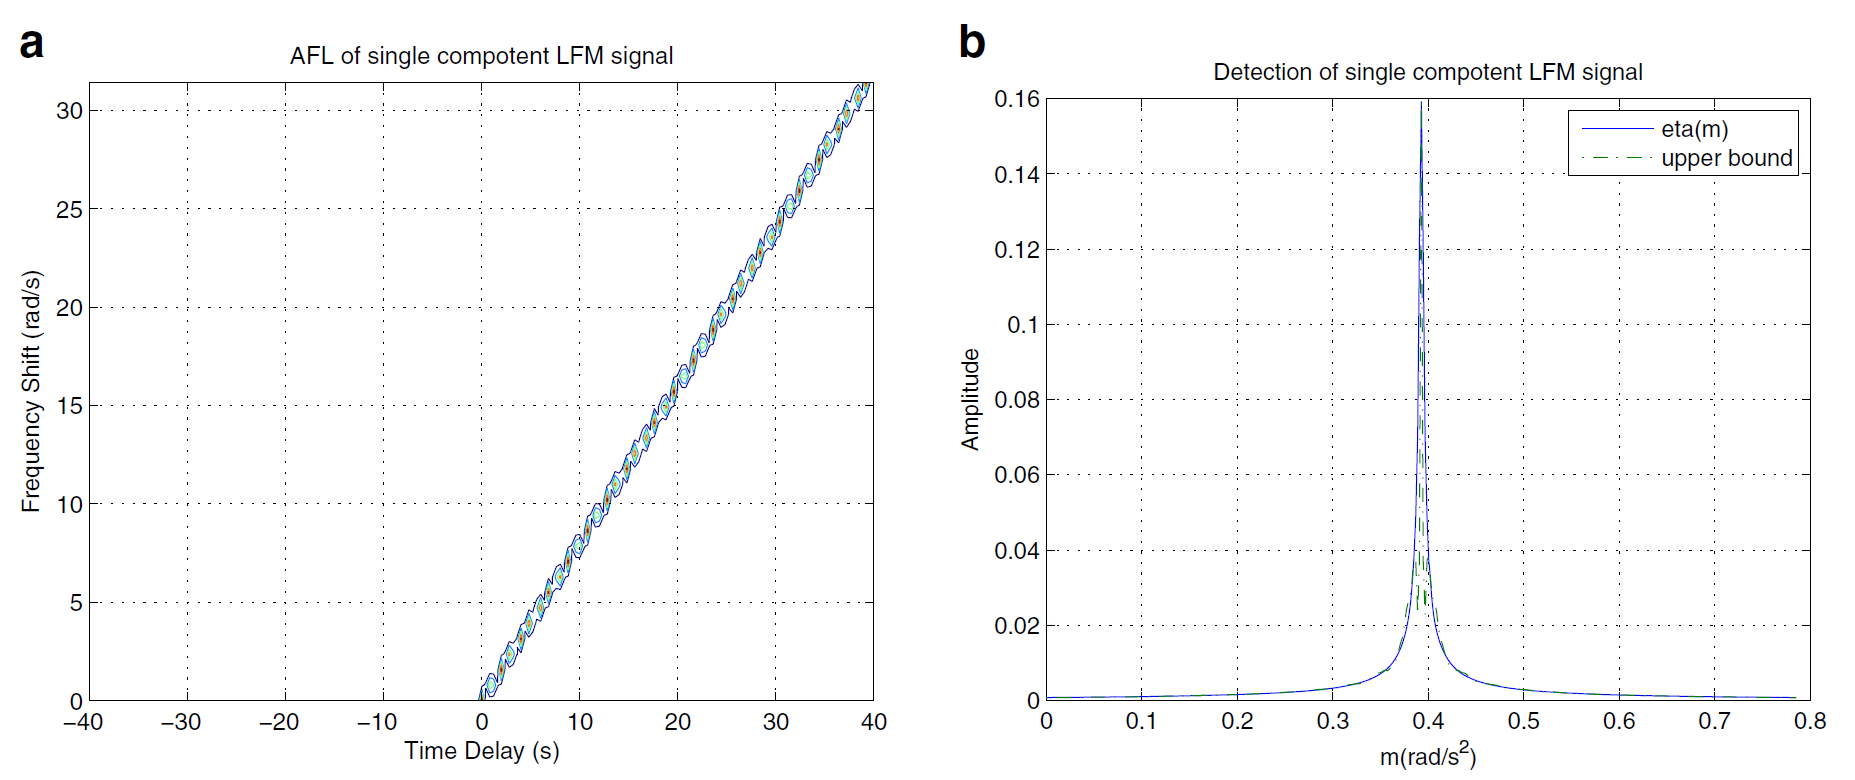 a
AFL of single compotent LFM signal
30
25
20
15
10
5
0
Frequency Shift (rad/s)
−40 −30 −20 −10 0 10 20 30 40
Time Delay (s)
b
Detection of single compotent LFM signal
eta(m)
upper bound
0.16
0.14
0.12
0.1
0.08
0.06
0.04
0.02
0
Amplitude
0 0.1 0.2 0.3 0.4 0.5 0.6 0.7 0.8
m(rad/s²)